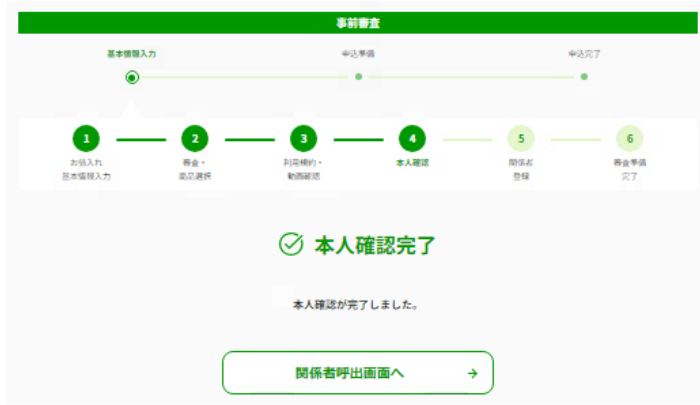 事前審査
基本情報入力
申込準備
申込完了
1
2
3
4
5
6
お借入れ
基本情報入力
審査・
商品選択
利用規約・
動画確認
本人確認
関係者
登録
審査準備
完了
本人確認完了
本人確認が完了しました。
関係者呼出画面へ